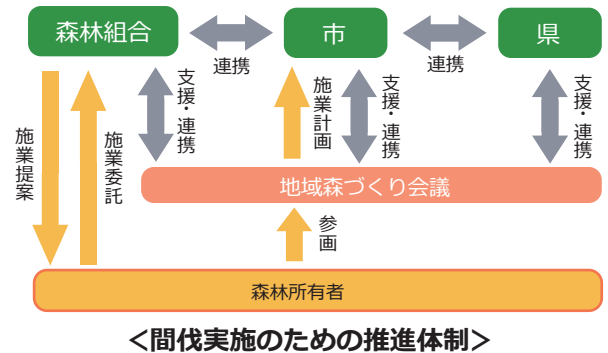 森林組合
市
県
連携
連携
施業提案
施業委託
支援・連携
施業計画
支援・連携
支援・連携
地域森づくり会議
参画
森林所有者
＜間伐実施のための推進体制＞